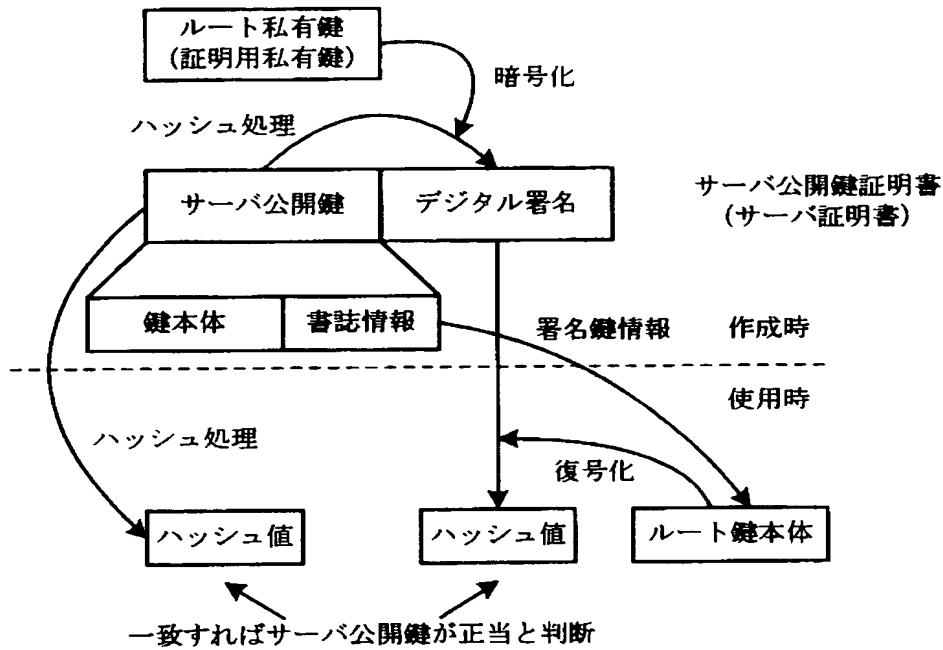 ルート私有鍵
(証明用私有鍵)
暗号化
ハッシュ処理
サーバ公開鍵
デジタル署名
サーバ公開鍵証明書
(サーバ証明書)
鍵本体
書誌情報
署名鍵情報
作成時
使用時
ハッシュ処理
復号化
ハッシュ値
ハッシュ値
ルート鍵本体
一致すればサーバ公開鍵が正当と判断